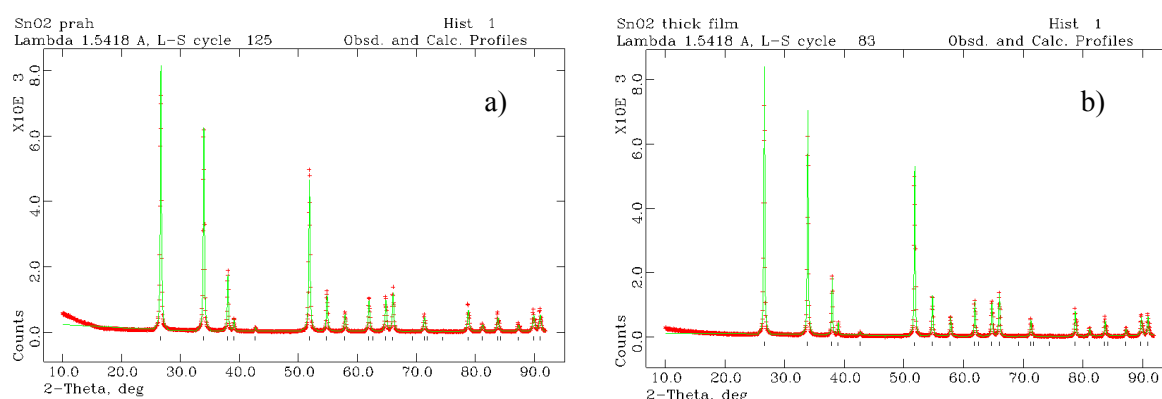 SnO2 prah Hist 1
Lambda 1.5418 A, L-S cycle 125 Obsd. and Calc. Profiles
a)
X10E 3
Counts
8.0
6.0
4.0
2.0
0.0
10.0 20.0 30.0 40.0 50.0 60.0 70.0 80.0 90.0
2-Theta, deg
SnO2 thick film Hist 1
Lambda 1.5418 A, L-S cycle 83 Obsd. and Calc. Profiles
b)
X10E 3
Counts
8.0
6.0
4.0
2.0
0.0
10.0 20.0 30.0 40.0 50.0 60.0 70.0 80.0 90.0
2-Theta, deg